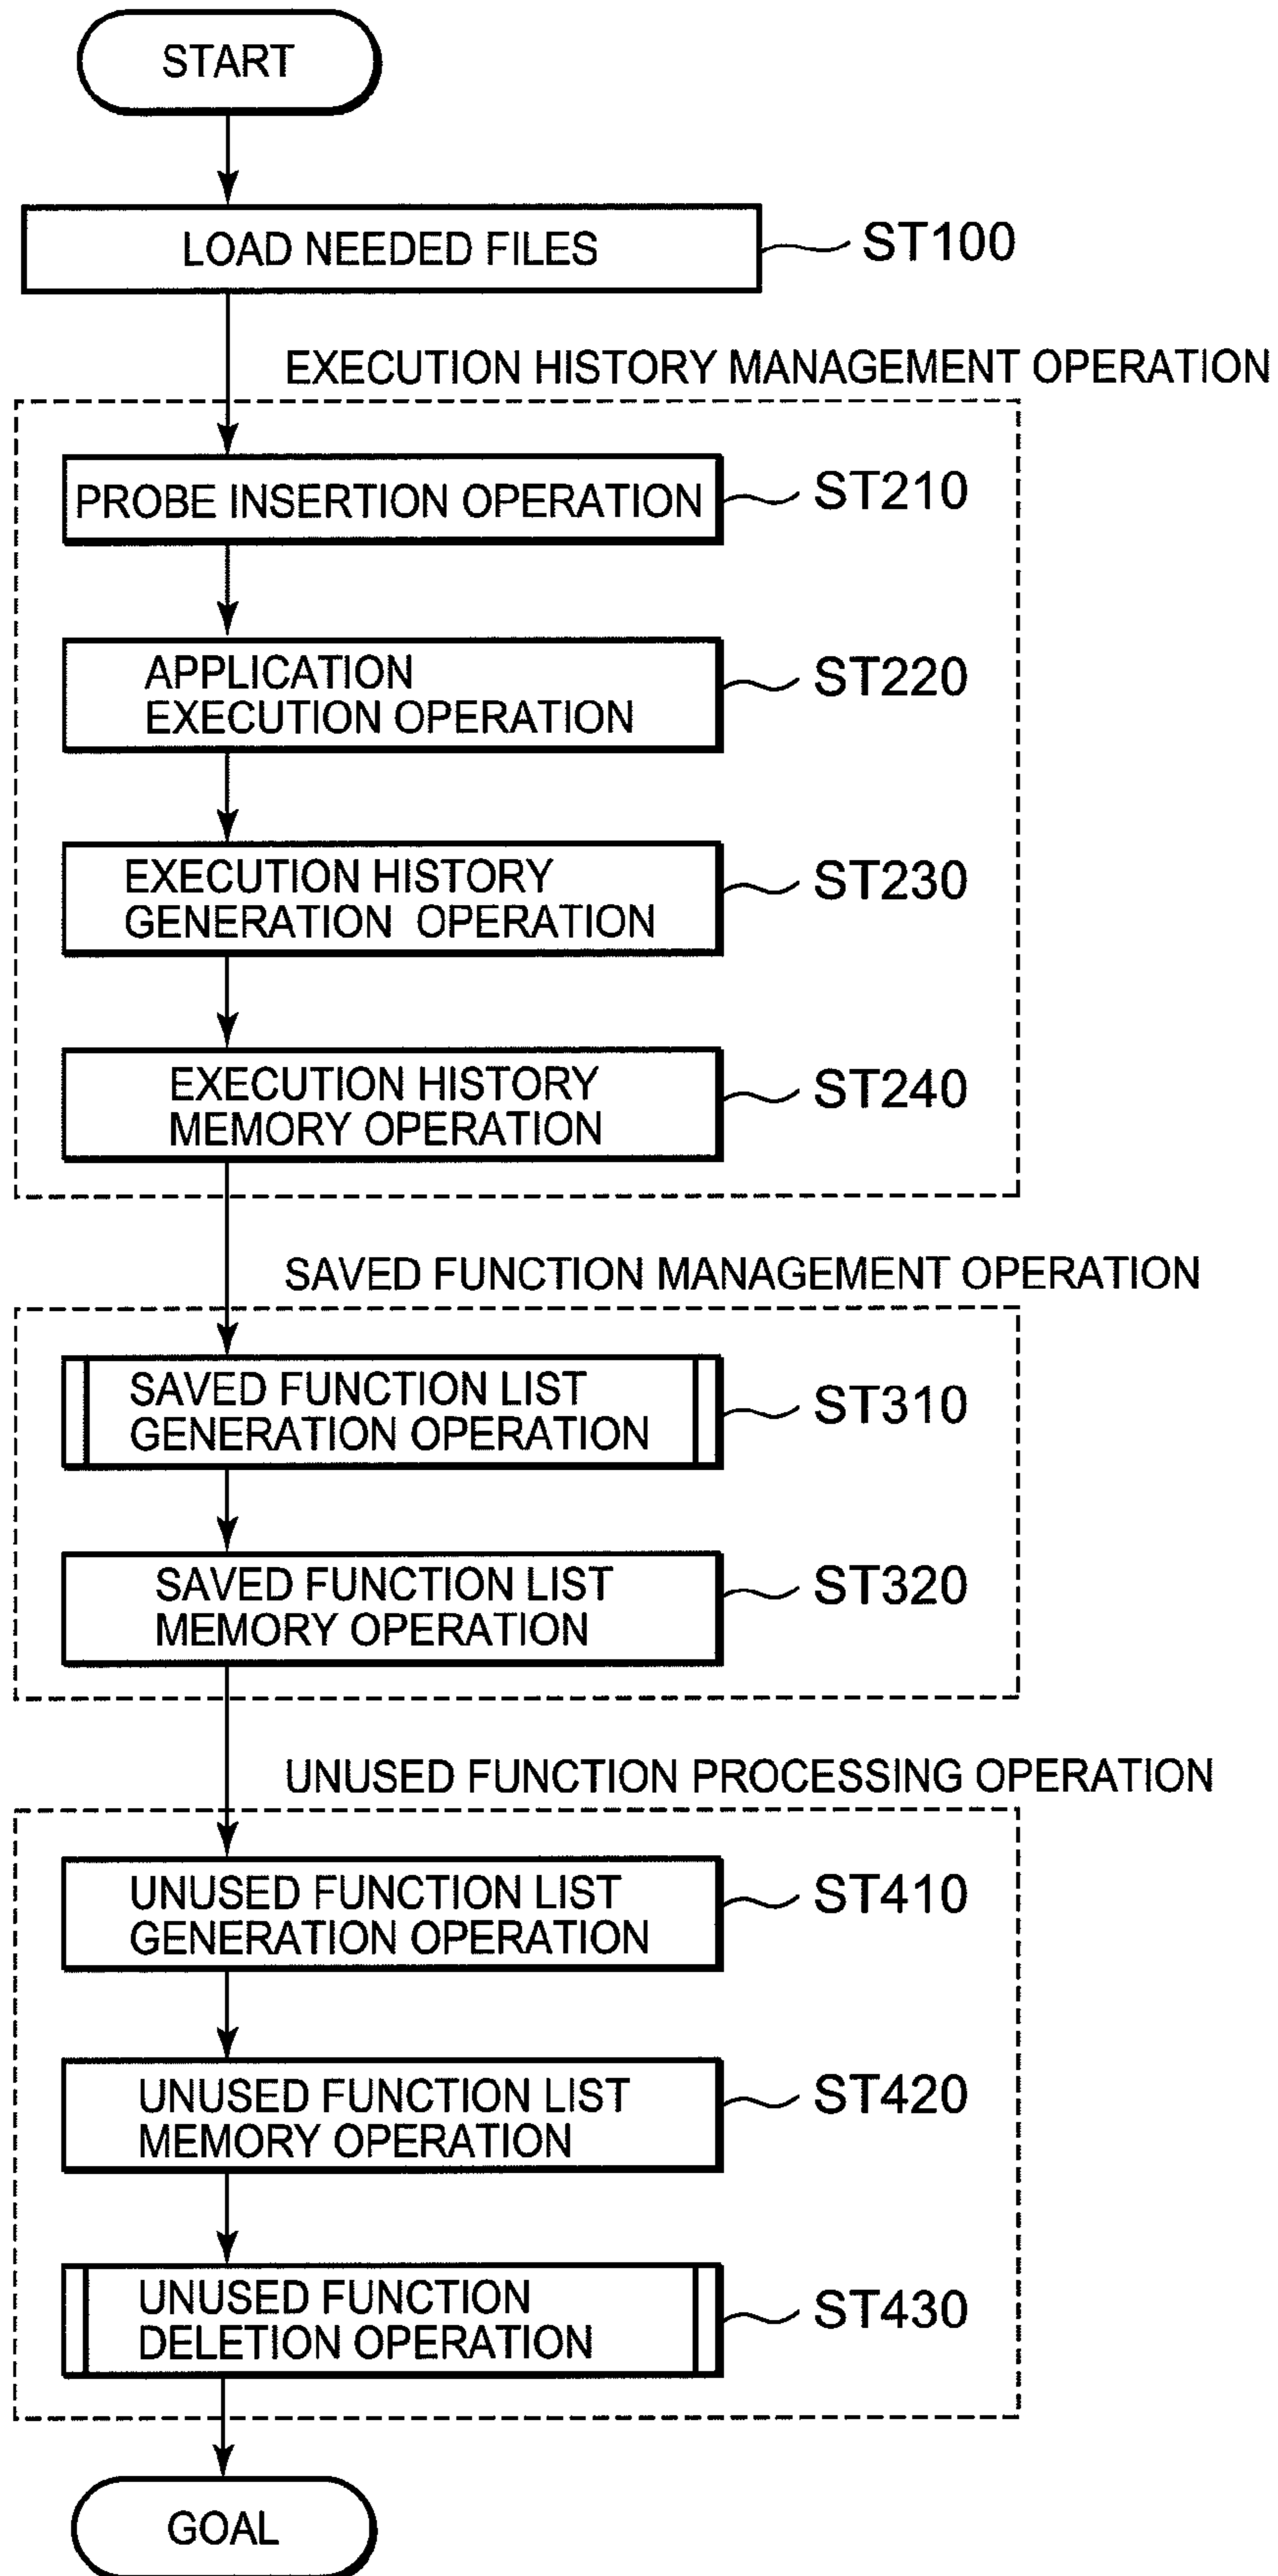 START
LOAD NEEDED FILES
ST100
EXECUTION HISTORY MANAGEMENT OPERATION
PROBE INSERTION OPERATION
ST210
APPLICATION
EXECUTION OPERATION
ST220
EXECUTION HISTORY
GENERATION OPERATION
ST230
EXECUTION HISTORY
MEMORY OPERATION
ST240
SAVED FUNCTION MANAGEMENT OPERATION
SAVED FUNCTION LIST
GENERATION OPERATION
ST310
SAVED FUNCTION LIST
MEMORY OPERATION
ST320
UNUSED FUNCTION PROCESSING OPERATION
UNUSED FUNCTION LIST
GENERATION OPERATION
ST410
UNUSED FUNCTION LIST
MEMORY OPERATION
ST420
UNUSED FUNCTION
DELETION OPERATION
ST430
GOAL